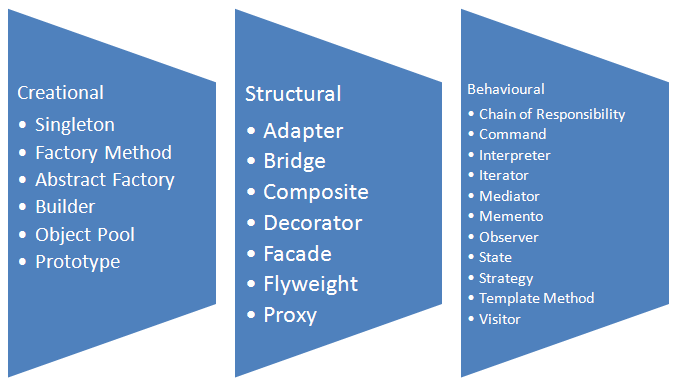 Creational
• Singleton
• Factory Method
• Abstract Factory
• Builder
• Object Pool
• Prototype
Structural
• Adapter
• Bridge
• Composite
• Decorator
• Facade
• Flyweight
• Proxy
Behavioural
• Chain of Responsibility
• Command
• Interpreter
• Iterator
• Mediator
• Memento
• Observer
• State
• Strategy
• Template Method
• Visitor